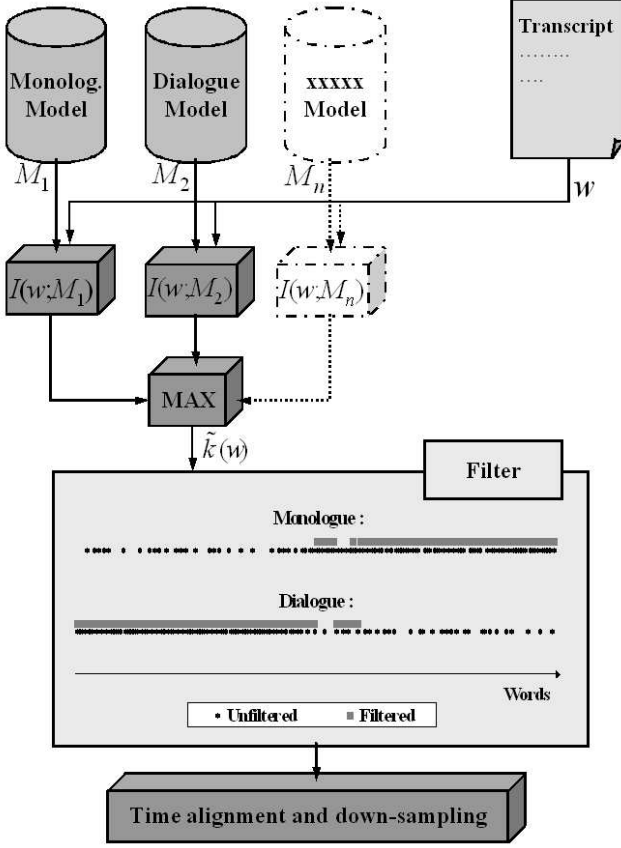 Monolog.
Model
Dialogue
Model
xxxxx
Model
Transcript
........
....
M₁
M₂
Mₙ
w
I(w;M₁)
I(w;M₂)
I(w;Mₙ)
MAX
k̃(w)
Filter
Monologue :
Dialogue :
Words
• Unfiltered ■ Filtered
Time alignment and down-sampling